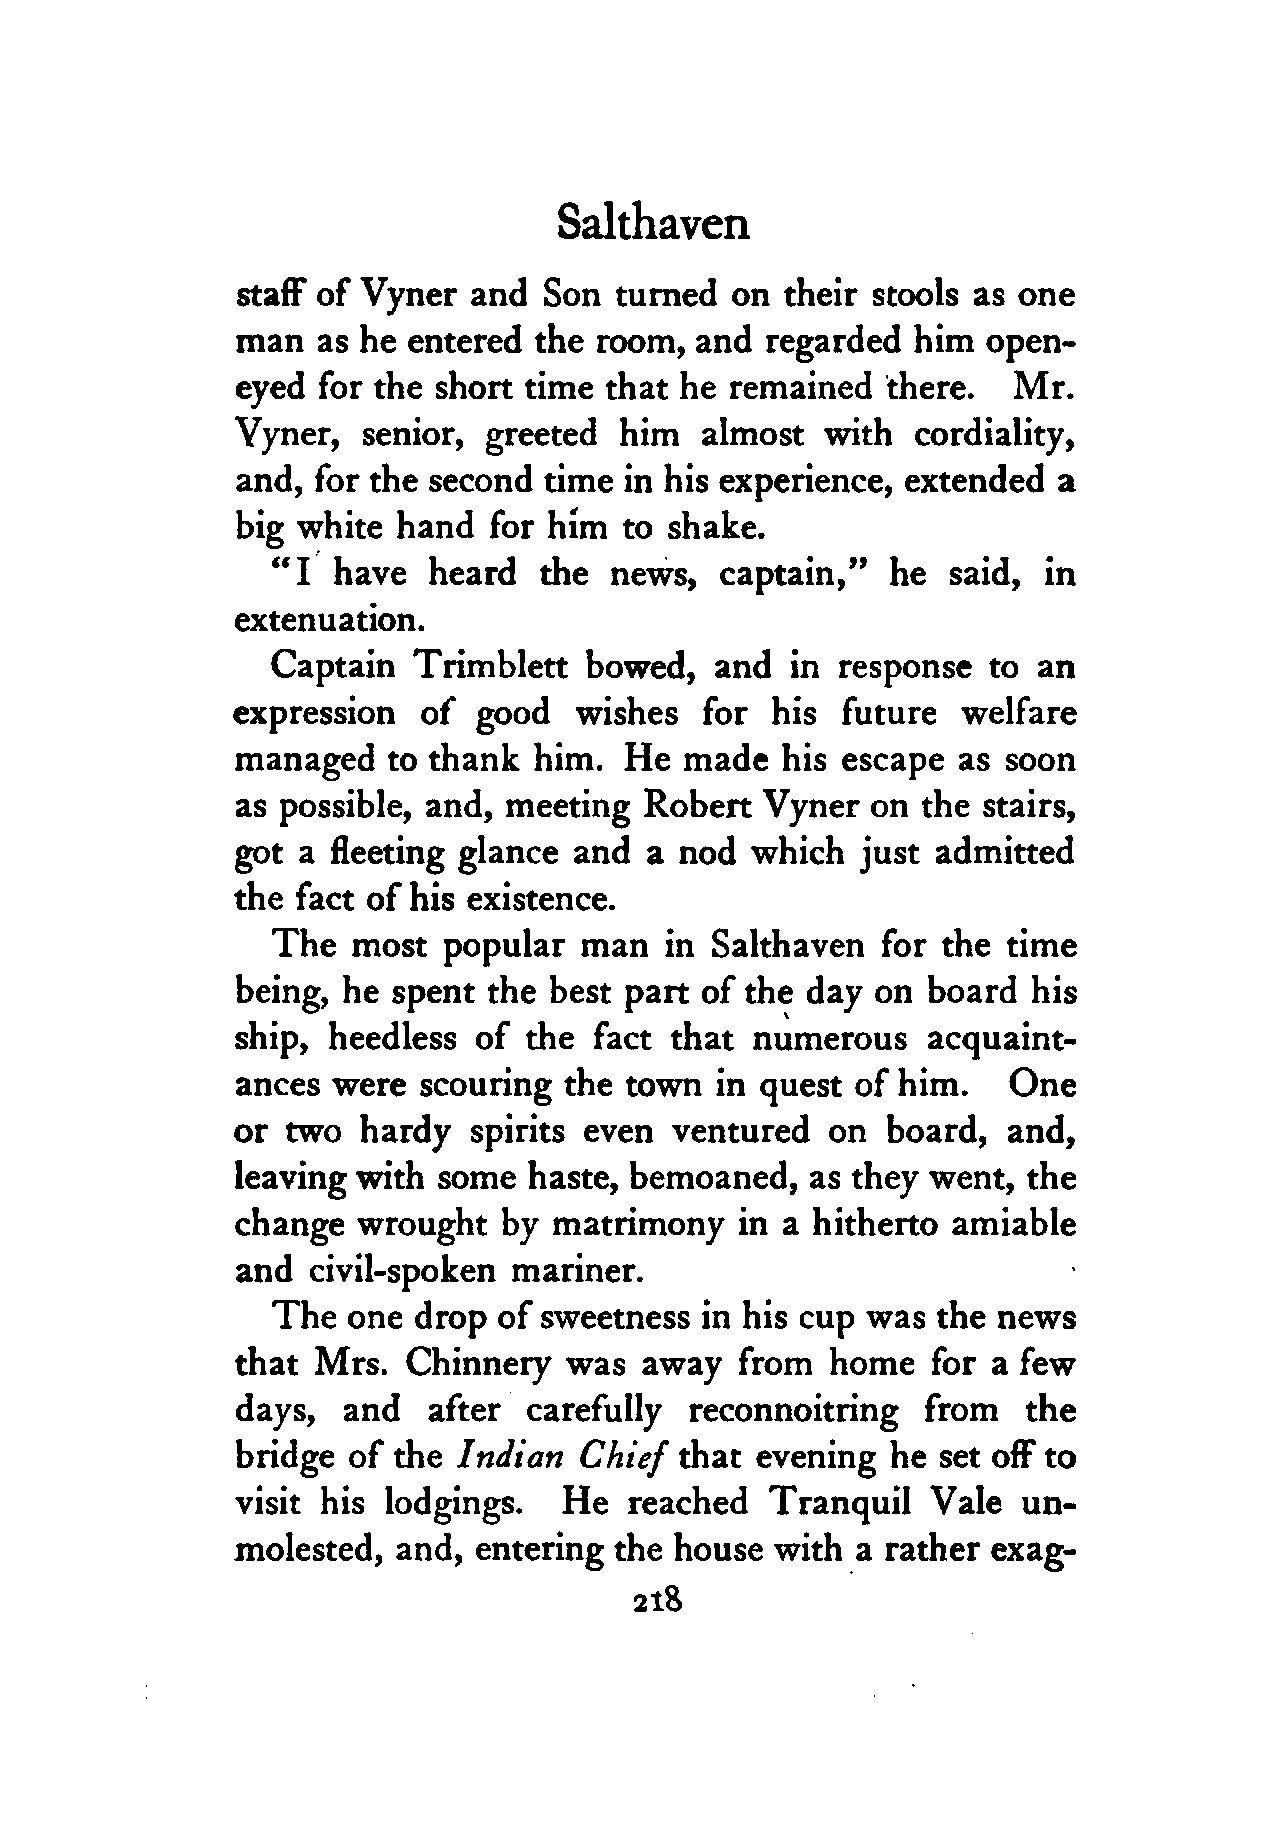 Salthaven
staff of Vyner and Son turned on their stools as one
man as he entered the room, and regarded him open-
eyed for the short time that he remained there. Mr.
Vyner, senior, greeted him almost with cordiality,
and, for the second time in his experience, extended a
big white hand for him to shake.
"I have heard the news, captain," he said, in
extenuation.
Captain Trimblett bowed, and in response to an
expression of good wishes for his future welfare
managed to thank him. He made his escape as soon
as possible, and, meeting Robert Vyner on the stairs,
got a fleeting glance and a nod which just admitted
the fact of his existence.
The most popular man in Salthaven for the time
being, he spent the best part of the day on board his
ship, heedless of the fact that numerous acquaint-
ances were scouring the town in quest of him. One
or two hardy spirits even ventured on board, and,
leaving with some haste, bemoaned, as they went, the
change wrought by matrimony in a hitherto amiable
and civil-spoken mariner.
The one drop of sweetness in his cup was the news
that Mrs. Chinnery was away from home for a few
days, and after carefully reconnoitring from the
bridge of the Indian Chief that evening he set off to
visit his lodgings. He reached Tranquil Vale un-
molested, and, entering the house with a rather exag-
218